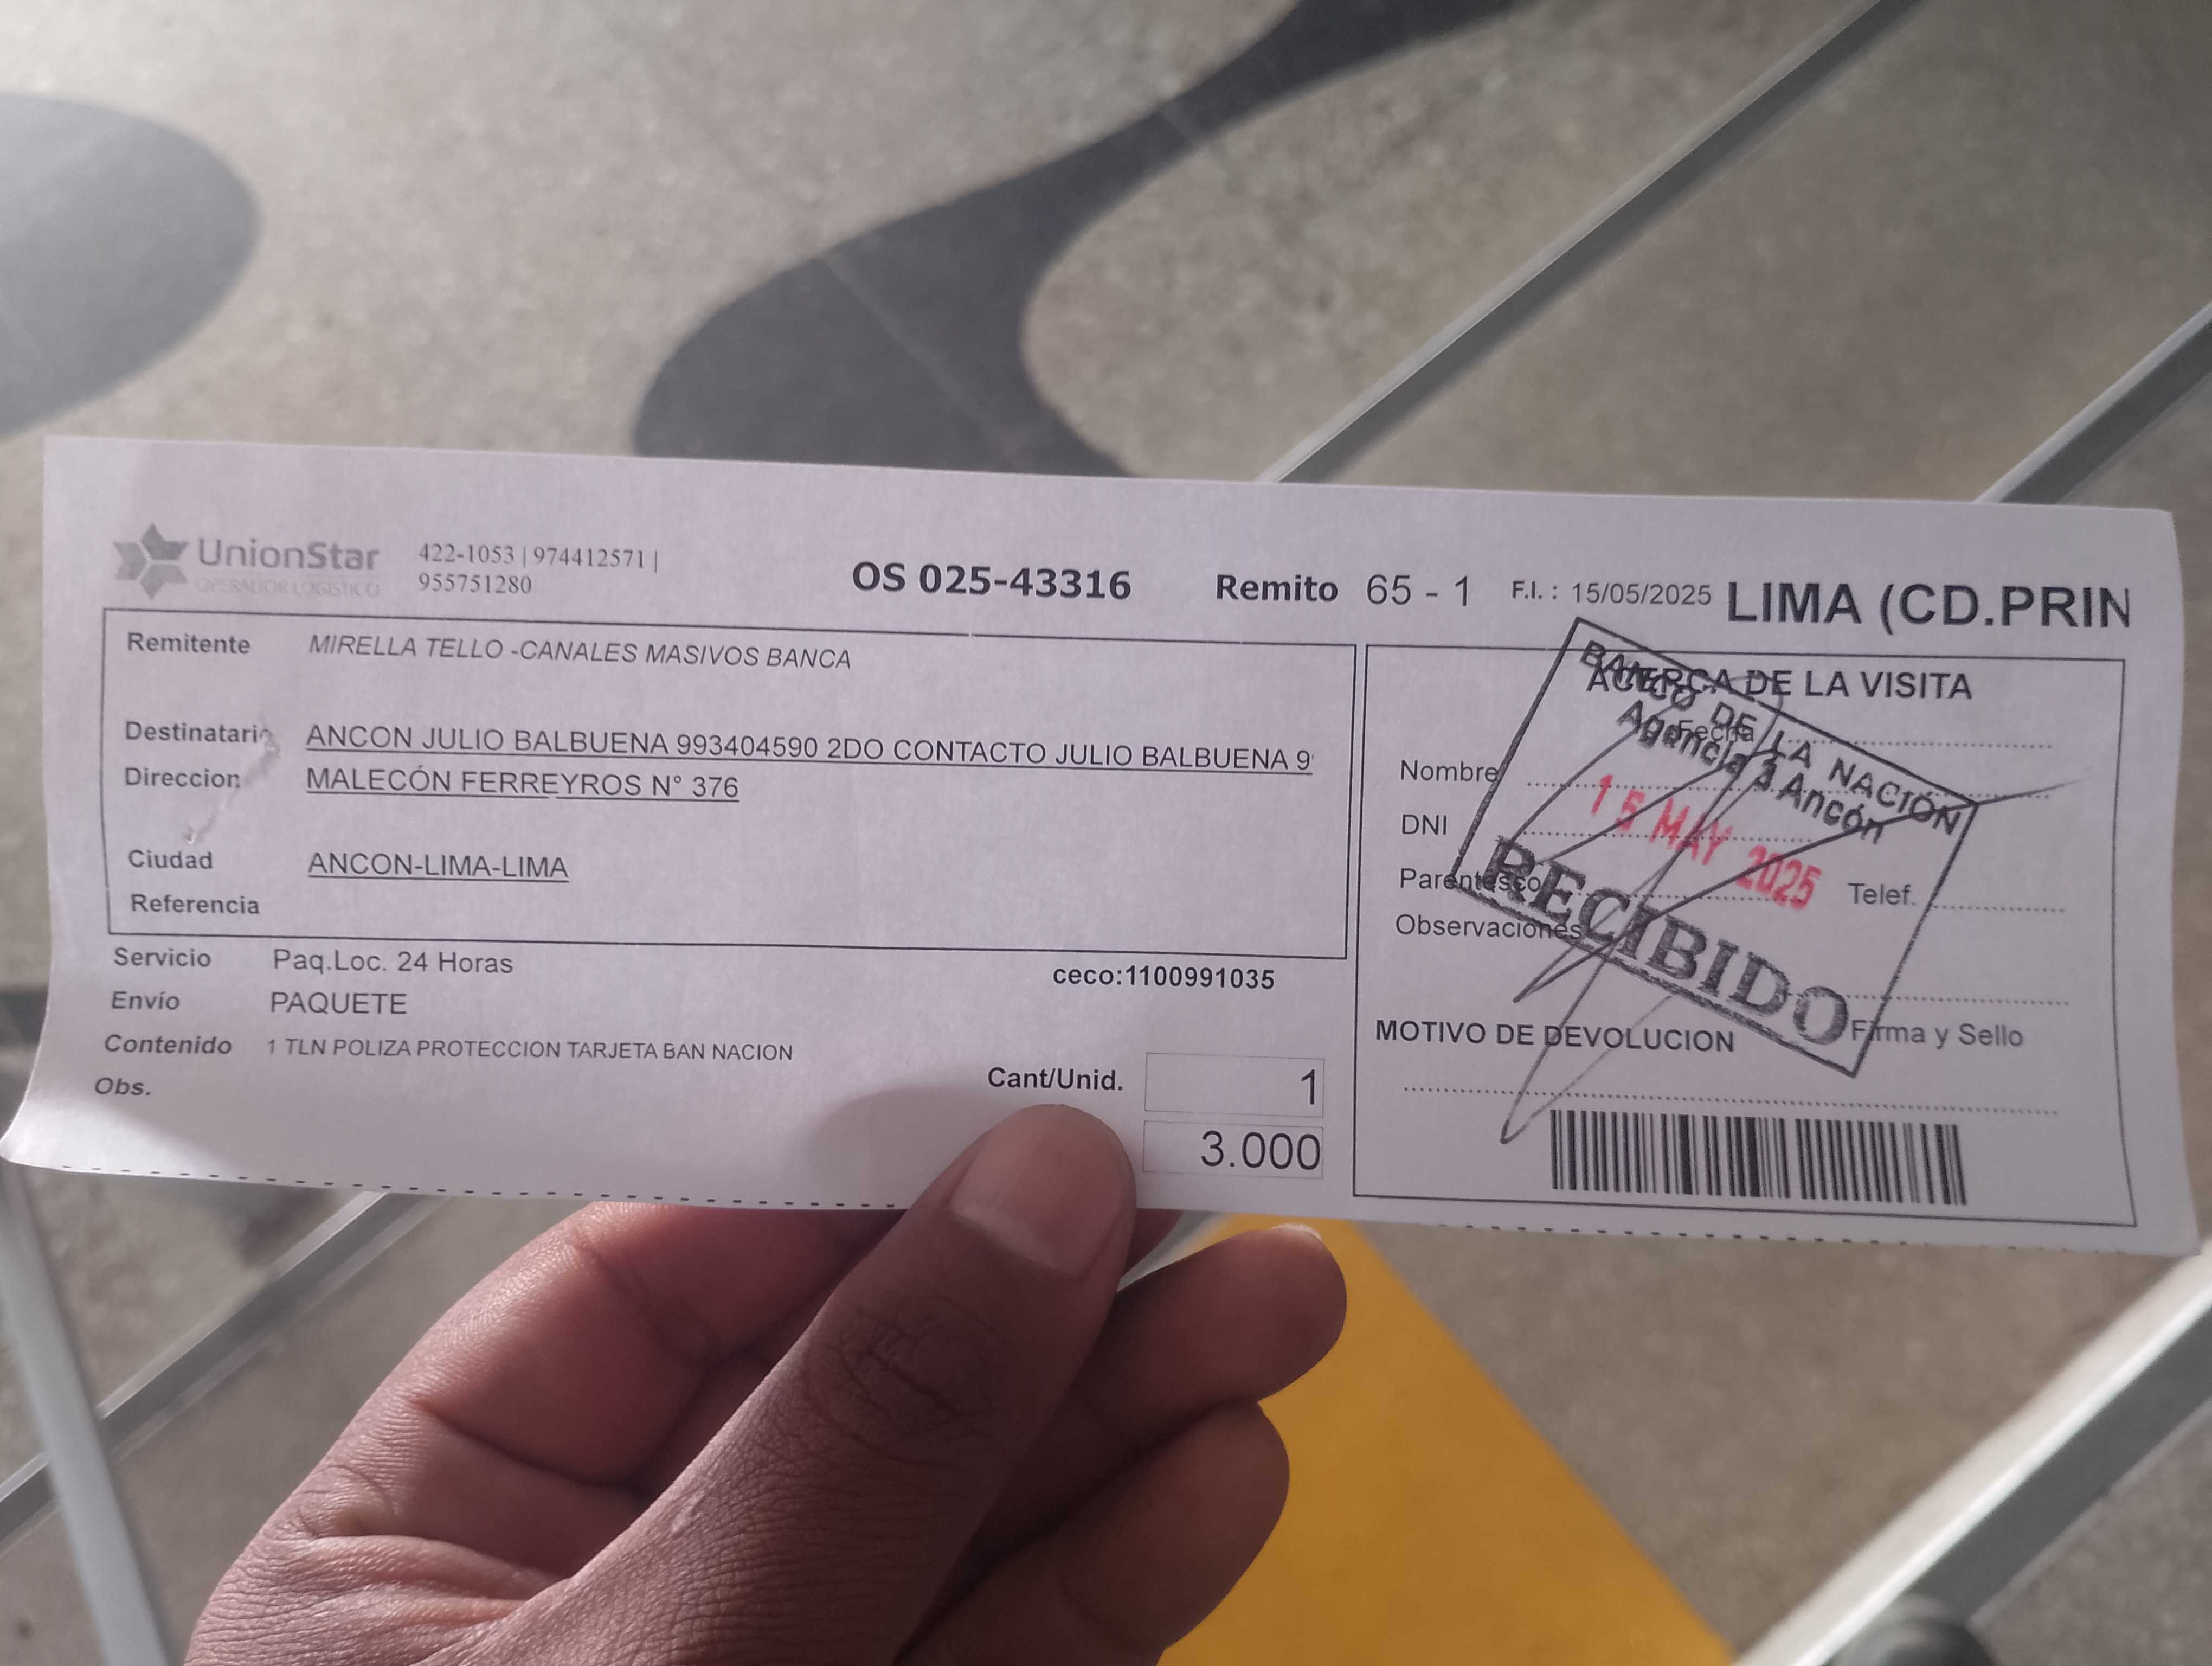 UnionStar
OPERADOR LOGISTICO
422-1053 | 974412571 |
955751280
OS 025-43316
Remito 65 - 1
F.I. : 15/05/2025
LIMA (CD.PRIN
Remitente MIRELLA TELLO -CANALES MASIVOS BANCA
Destinatario ANCON JULIO BALBUENA 993404590 2DO CONTACTO JULIO BALBUENA 9
Direccion MALECÓN FERREYROS N° 376
Ciudad ANCON-LIMA-LIMA
Referencia
Servicio Paq.Loc. 24 Horas
ceco:1100991035
Envío PAQUETE
Contenido 1 TLN POLIZA PROTECCION TARJETA BAN NACION
Obs.
Cant/Unid. 1
3.000
ACERCA DE LA VISITA
Fecha
Nombre
DNI
Parentesco
Telef.
Observaciones
Firma y Sello
MOTIVO DE DEVOLUCION
BANCO DE LA NACIÓN
Agencia 3 Ancón
15 MAY 2025
RECIBIDO